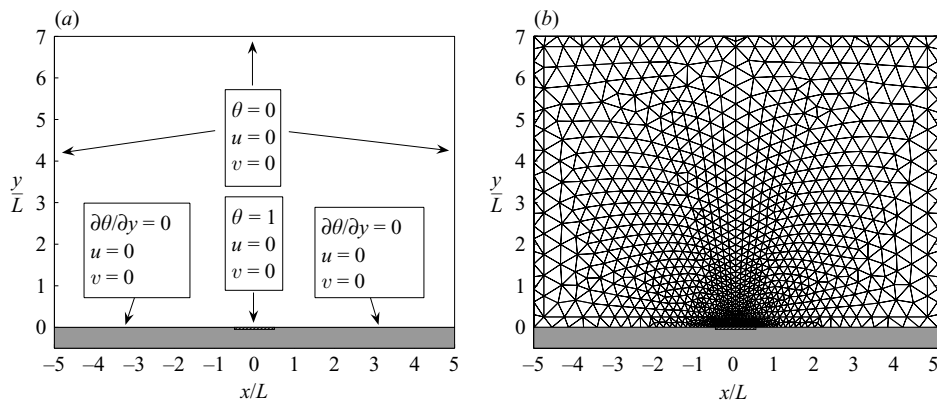 (a)
7
6
5
4
3
2
1
0
y/L
θ = 0
u = 0
v = 0
θ = 1
u = 0
v = 0
∂θ/∂y = 0
u = 0
v = 0
∂θ/∂y = 0
u = 0
v = 0
–5 –4 –3 –2 –1 0 1 2 3 4 5
x/L
(b)
7
6
5
4
3
2
1
0
y/L
–5 –4 –3 –2 –1 0 1 2 3 4 5
x/L